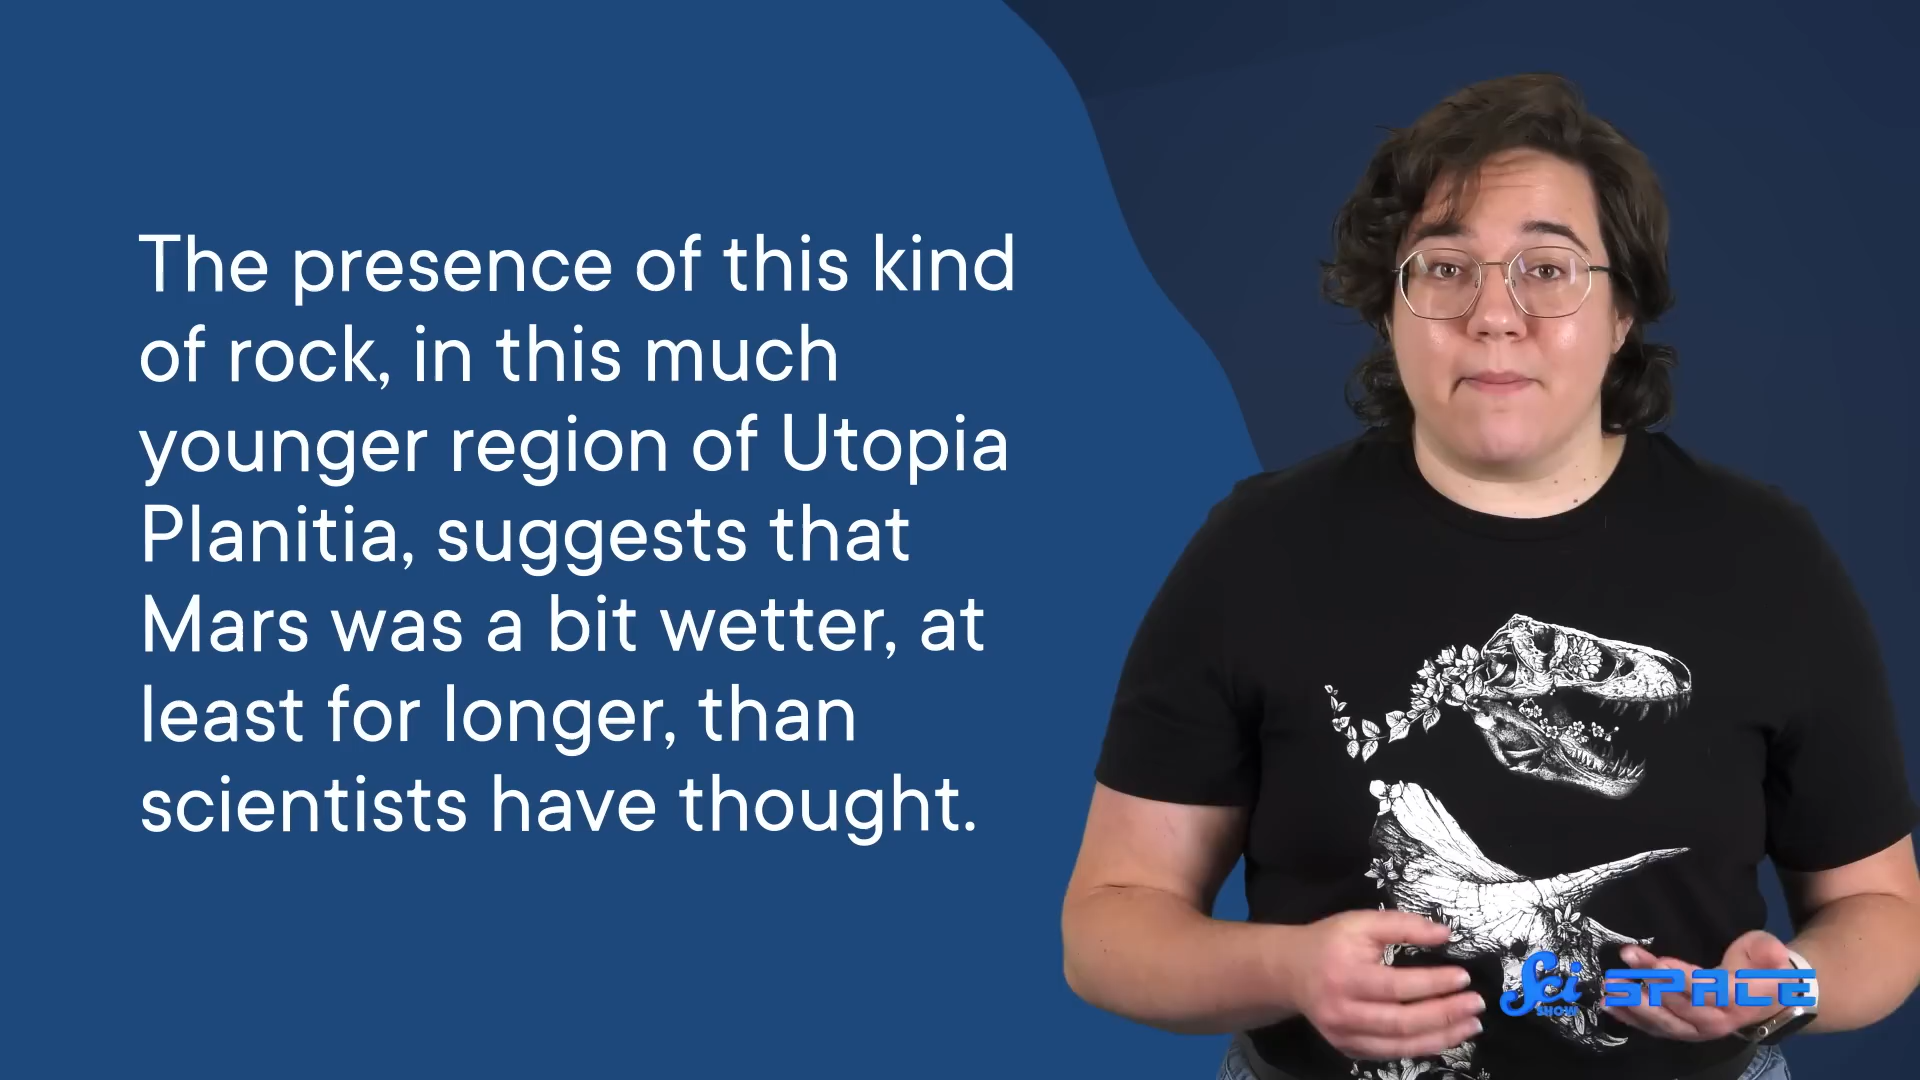 The presence of this kind
of rock, in this much
younger region of Utopia
Planitia, suggests that
Mars was a bit wetter, at
least for longer, than
scientists have thought.
Sci SHOW SPACE